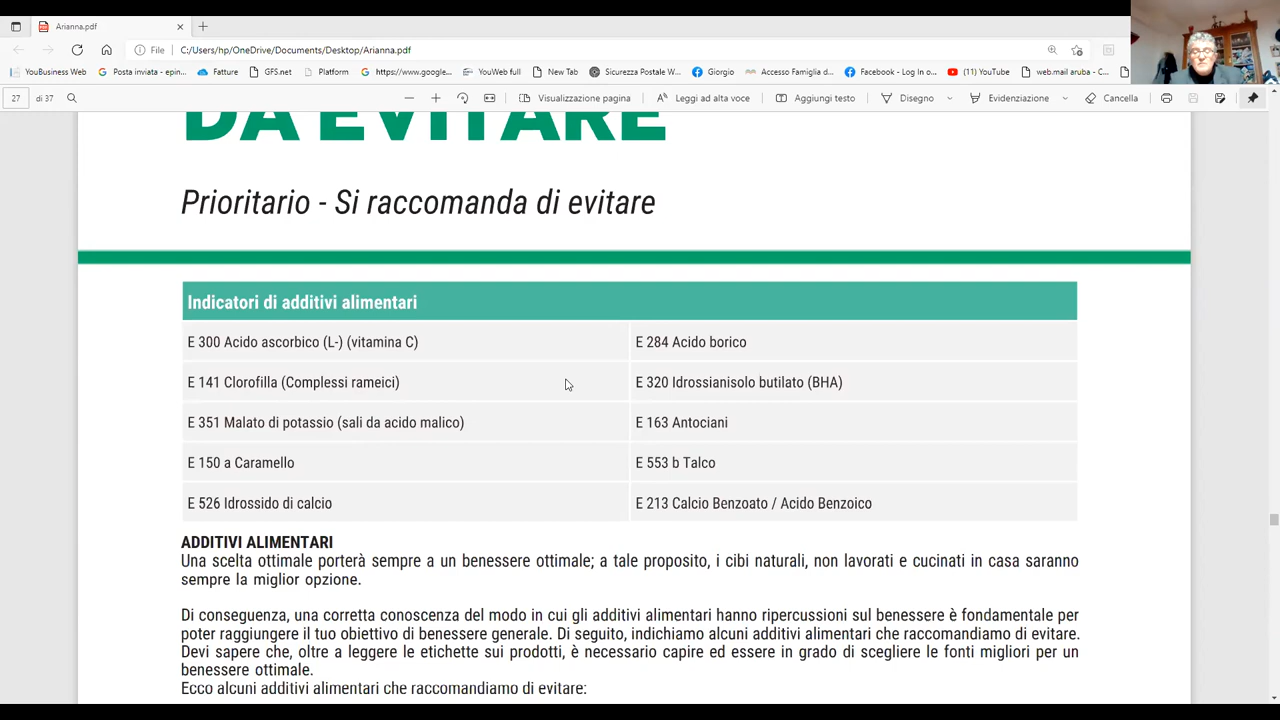 Arianna.pdf
File C:/Users/hp/OneDrive/Documents/Desktop/Arianna.pdf
YouBusiness Web Posta inviata - epin... Fatture GFS.net Platform https://www.google... YouWeb full New Tab Sicurezza Postale W... Giorgio Accesso Famiglia d... Facebook - Log In o... (11) YouTube web.mail aruba - C...
27 di 37 Visualizzazione pagina Leggi ad alta voce Aggiungi testo Disegno Evidenziazione Cancella
DA EVITARE
Prioritario - Si raccomanda di evitare
Indicatori di additivi alimentari
E 300 Acido ascorbico (L-) (vitamina C) E 284 Acido borico
E 141 Clorofilla (Complessi rameici) E 320 Idrossianisolo butilato (BHA)
E 351 Malato di potassio (sali da acido malico) E 163 Antociani
E 150 a Caramello E 553 b Talco
E 526 Idrossido di calcio E 213 Calcio Benzoato / Acido Benzoico
ADDITIVI ALIMENTARI
Una scelta ottimale porterà sempre a un benessere ottimale; a tale proposito, i cibi naturali, non lavorati e cucinati in casa saranno
sempre la miglior opzione.
Di conseguenza, una corretta conoscenza del modo in cui gli additivi alimentari hanno ripercussioni sul benessere è fondamentale per
poter raggiungere il tuo obiettivo di benessere generale. Di seguito, indichiamo alcuni additivi alimentari che raccomandiamo di evitare.
Devi sapere che, oltre a leggere le etichette sui prodotti, è necessario capire ed essere in grado di scegliere le fonti migliori per un
benessere ottimale.
Ecco alcuni additivi alimentari che raccomandiamo di evitare: